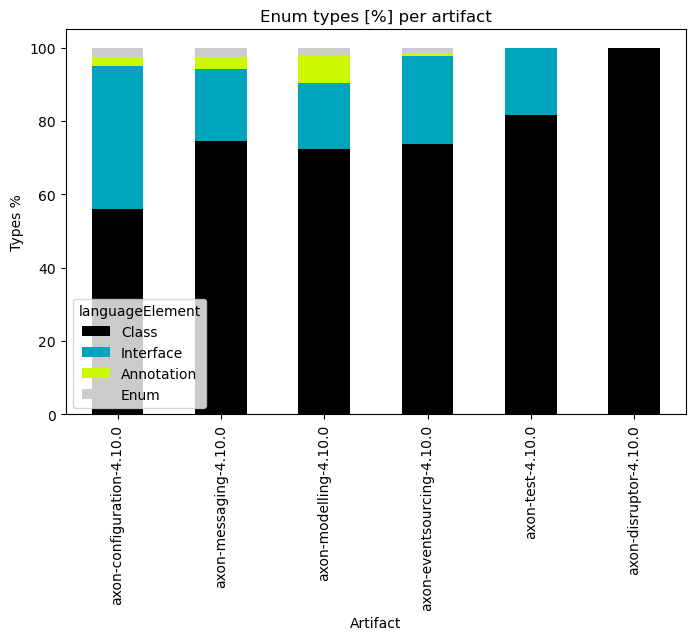 Enum types [%] per artifact
Types %
100
80
60
40
20
0
languageElement
Class
Interface
Annotation
Enum
axon-configuration-4.10.0
axon-messaging-4.10.0
axon-modelling-4.10.0
axon-eventsourcing-4.10.0
axon-test-4.10.0
axon-disruptor-4.10.0
Artifact